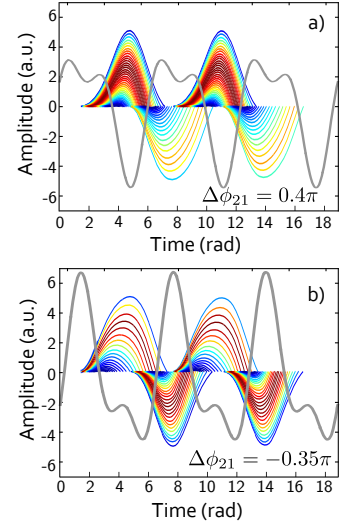 a)
Amplitude (a.u.)
6
4
2
0
-2
-4
-6
Δϕ₂₁ = 0.4π
0 2 4 6 8 10 12 14 16 18
Time (rad)
b)
Amplitude (a.u.)
6
4
2
0
-2
-4
-6
Δϕ₂₁ = −0.35π
0 2 4 6 8 10 12 14 16 18
Time (rad)